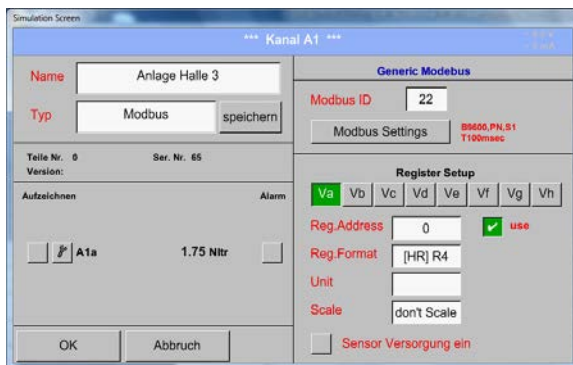 Simulation Screen
*** Kanal A1 ***
Name
Anlage Halle 3
Typ
Modbus
speichern
Teile Nr. 0
Ser. Nr. 65
Version:
Aufzeichnen
Alarm
A1a
1.75 Nltr
OK
Abbruch
Generic Modebus
Modbus ID
22
Modbus Settings
B9600,PN,S1
T100msec
Register Setup
Va Vb Vc Vd Ve Vf Vg Vh
Reg.Address
0
use
Reg.Format
[HR] R4
Unit
Scale
don't Scale
Sensor Versorgung ein